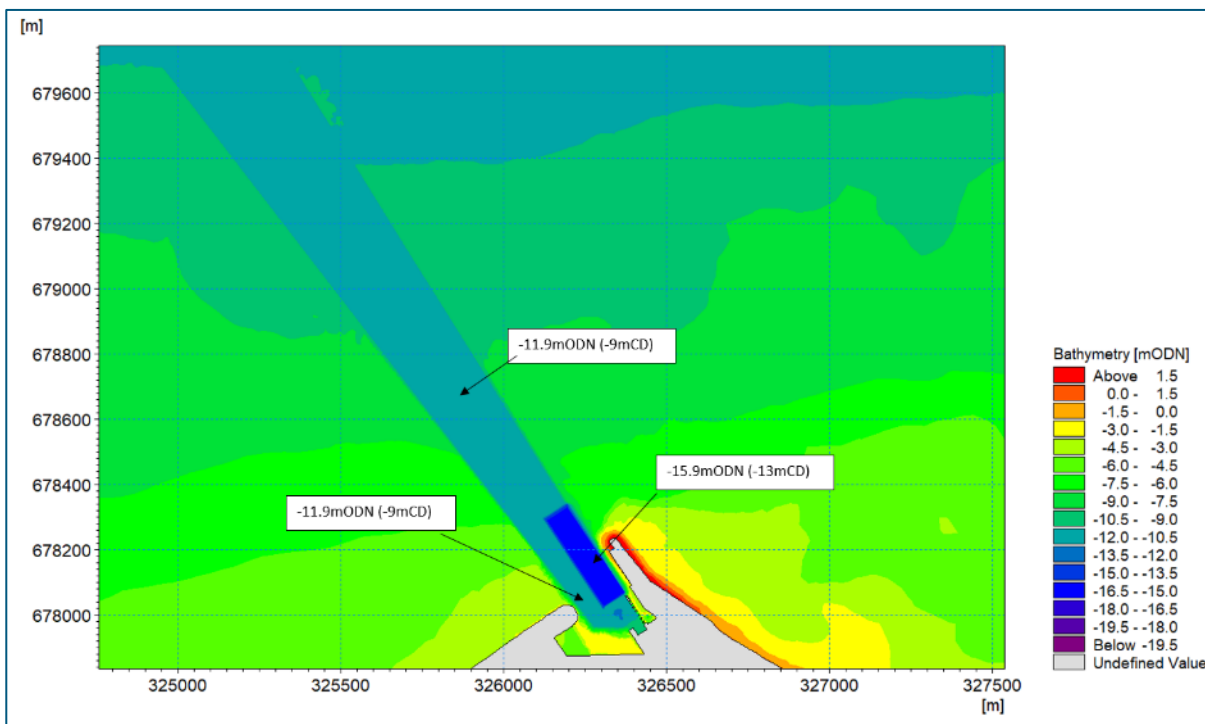 [m]
679600
679400
679200
679000
678800
678600
678400
678200
678000
-11.9mODN (-9mCD)
-15.9mODN (-13mCD)
-11.9mODN (-9mCD)
325000 325500 326000 326500 327000 327500
[m]
Bathymetry [mODN]
Above 1.5
0.0 - 1.5
-1.5 - 0.0
-3.0 - -1.5
-4.5 - -3.0
-6.0 - -4.5
-7.5 - -6.0
-9.0 - -7.5
-10.5 - -9.0
-12.0 - -10.5
-13.5 - -12.0
-15.0 - -13.5
-16.5 - -15.0
-18.0 - -16.5
-19.5 - -18.0
Below -19.5
Undefined Value